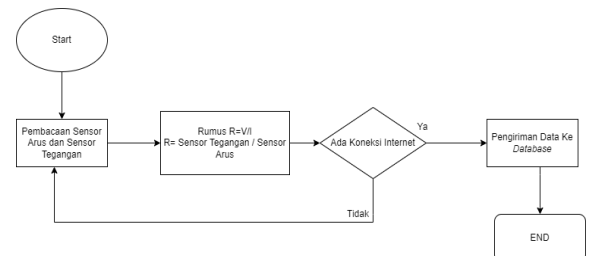 Start
Pembacaan Sensor
Arus dan Sensor
Tegangan
Rumus R=V/I
R= Sensor Tegangan / Sensor
Arus
Ada Koneksi Internet
Ya
Pengiriman Data Ke
Database
Tidak
END